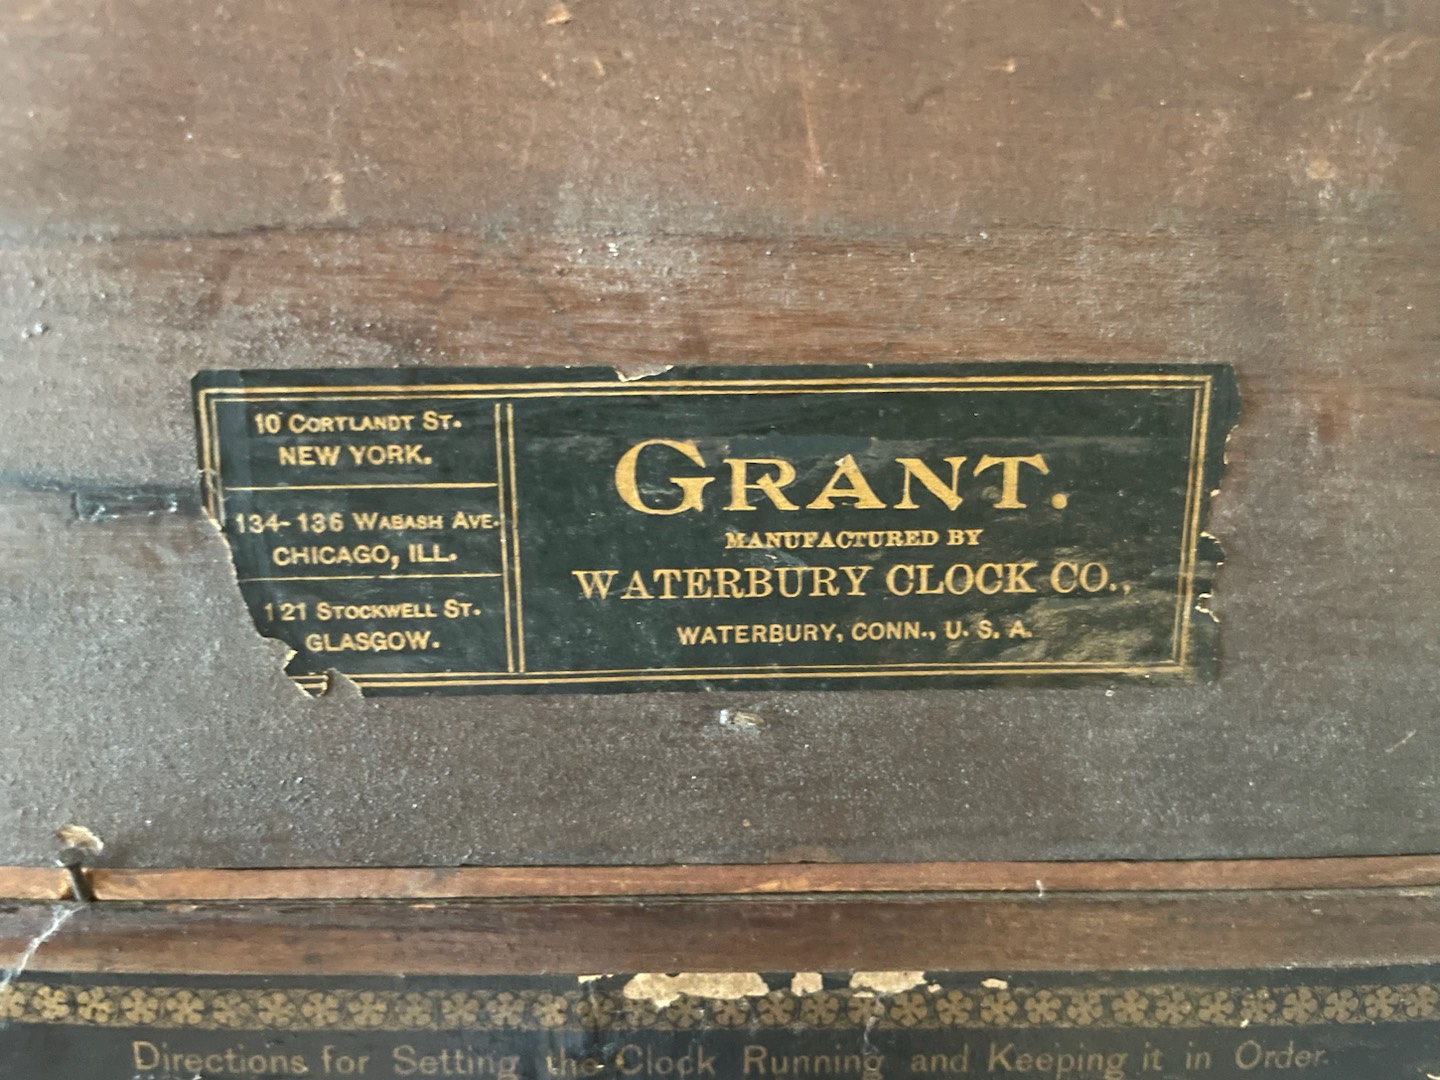 10 CORTLANDT ST.
NEW YORK.
134-136 WABASH AVE.
CHICAGO, ILL.
121 STOCKWELL ST.
GLASGOW.
GRANT.
MANUFACTURED BY
WATERBURY CLOCK CO.,
WATERBURY, CONN., U. S. A.
Directions for Setting the Clock Running and Keeping it in Order.